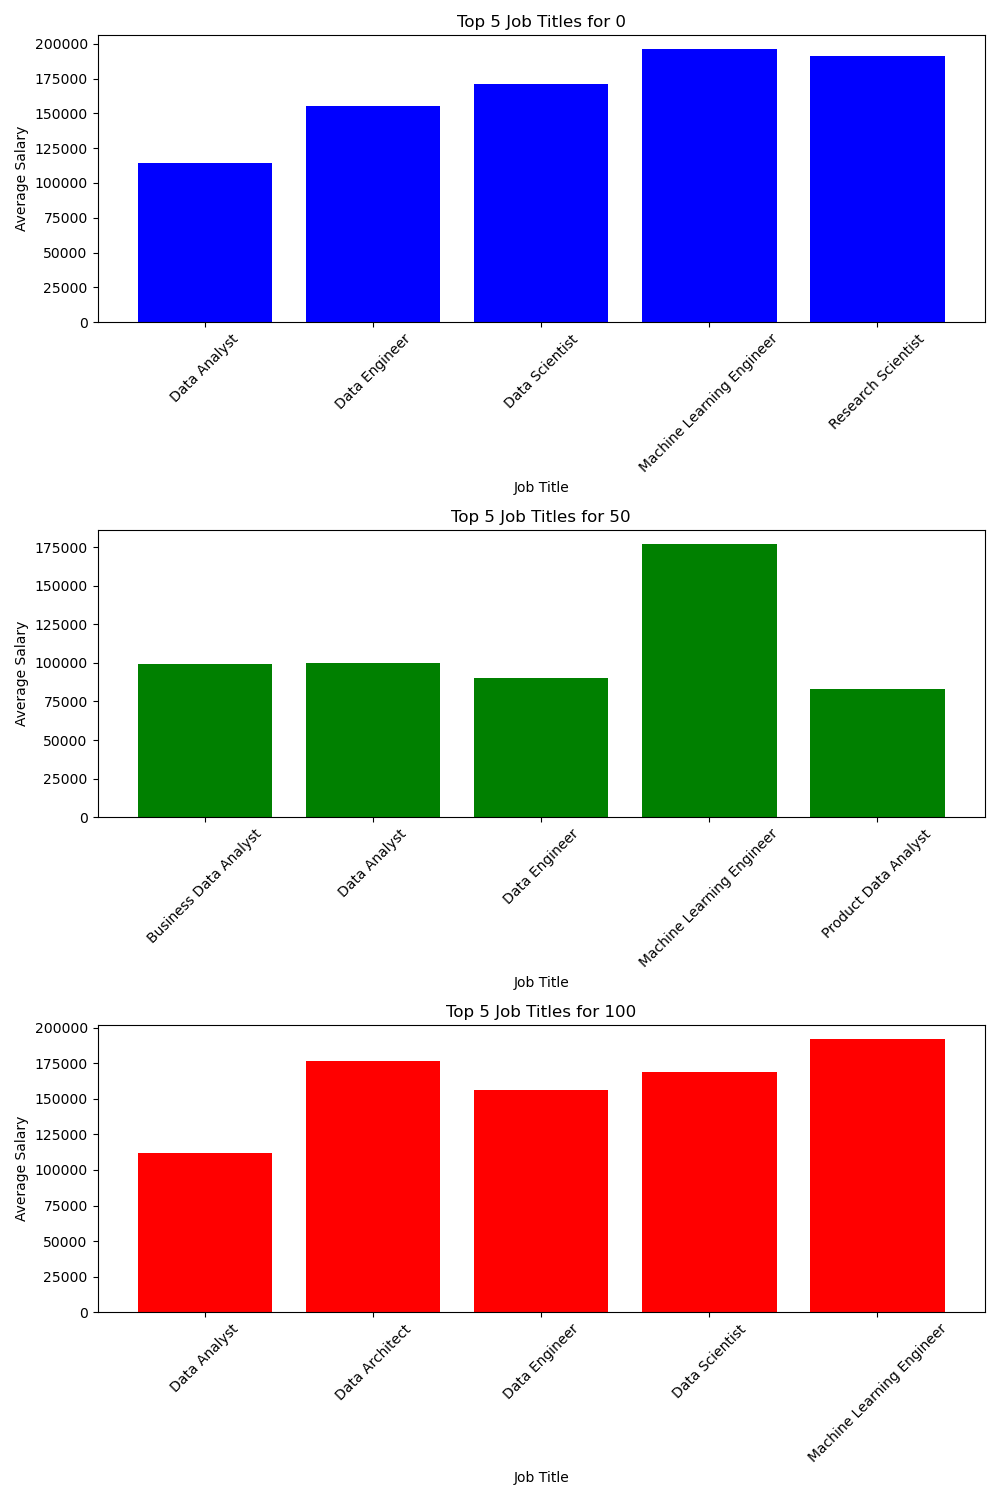 Top 5 Job Titles for 0
Average Salary
200000
175000
150000
125000
100000
75000
50000
25000
0
Data Analyst
Data Engineer
Data Scientist
Machine Learning Engineer
Research Scientist
Job Title
Top 5 Job Titles for 50
Average Salary
175000
150000
125000
100000
75000
50000
25000
0
Business Data Analyst
Data Analyst
Data Engineer
Machine Learning Engineer
Product Data Analyst
Job Title
Top 5 Job Titles for 100
Average Salary
200000
175000
150000
125000
100000
75000
50000
25000
0
Data Analyst
Data Architect
Data Engineer
Data Scientist
Machine Learning Engineer
Job Title